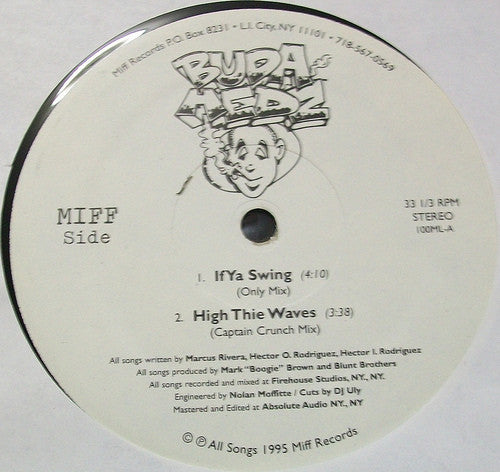 Miff Records P.O. Box 8231 • L.I. City, NY 11101 • 718-567-0569
BUDA
HEDZ
MIFF
Side
33 1/3 RPM
STEREO
100ML-A
1. If Ya Swing (4:10)
(Only Mix)
2. High Thie Waves (3:38)
(Captain Crunch Mix)
All songs written by Marcus Rivera, Hector O. Rodriguez, Hector I. Rodriguez
All songs produced by Mark "Boogie" Brown and Blunt Brothers
All songs recorded and mixed at Firehouse Studios, NY., NY.
Engineered by Nolan Moffitte / Cuts by DJ Uly
Mastered and Edited at Absolute Audio NY., NY
© ℗ All Songs 1995 Miff Records